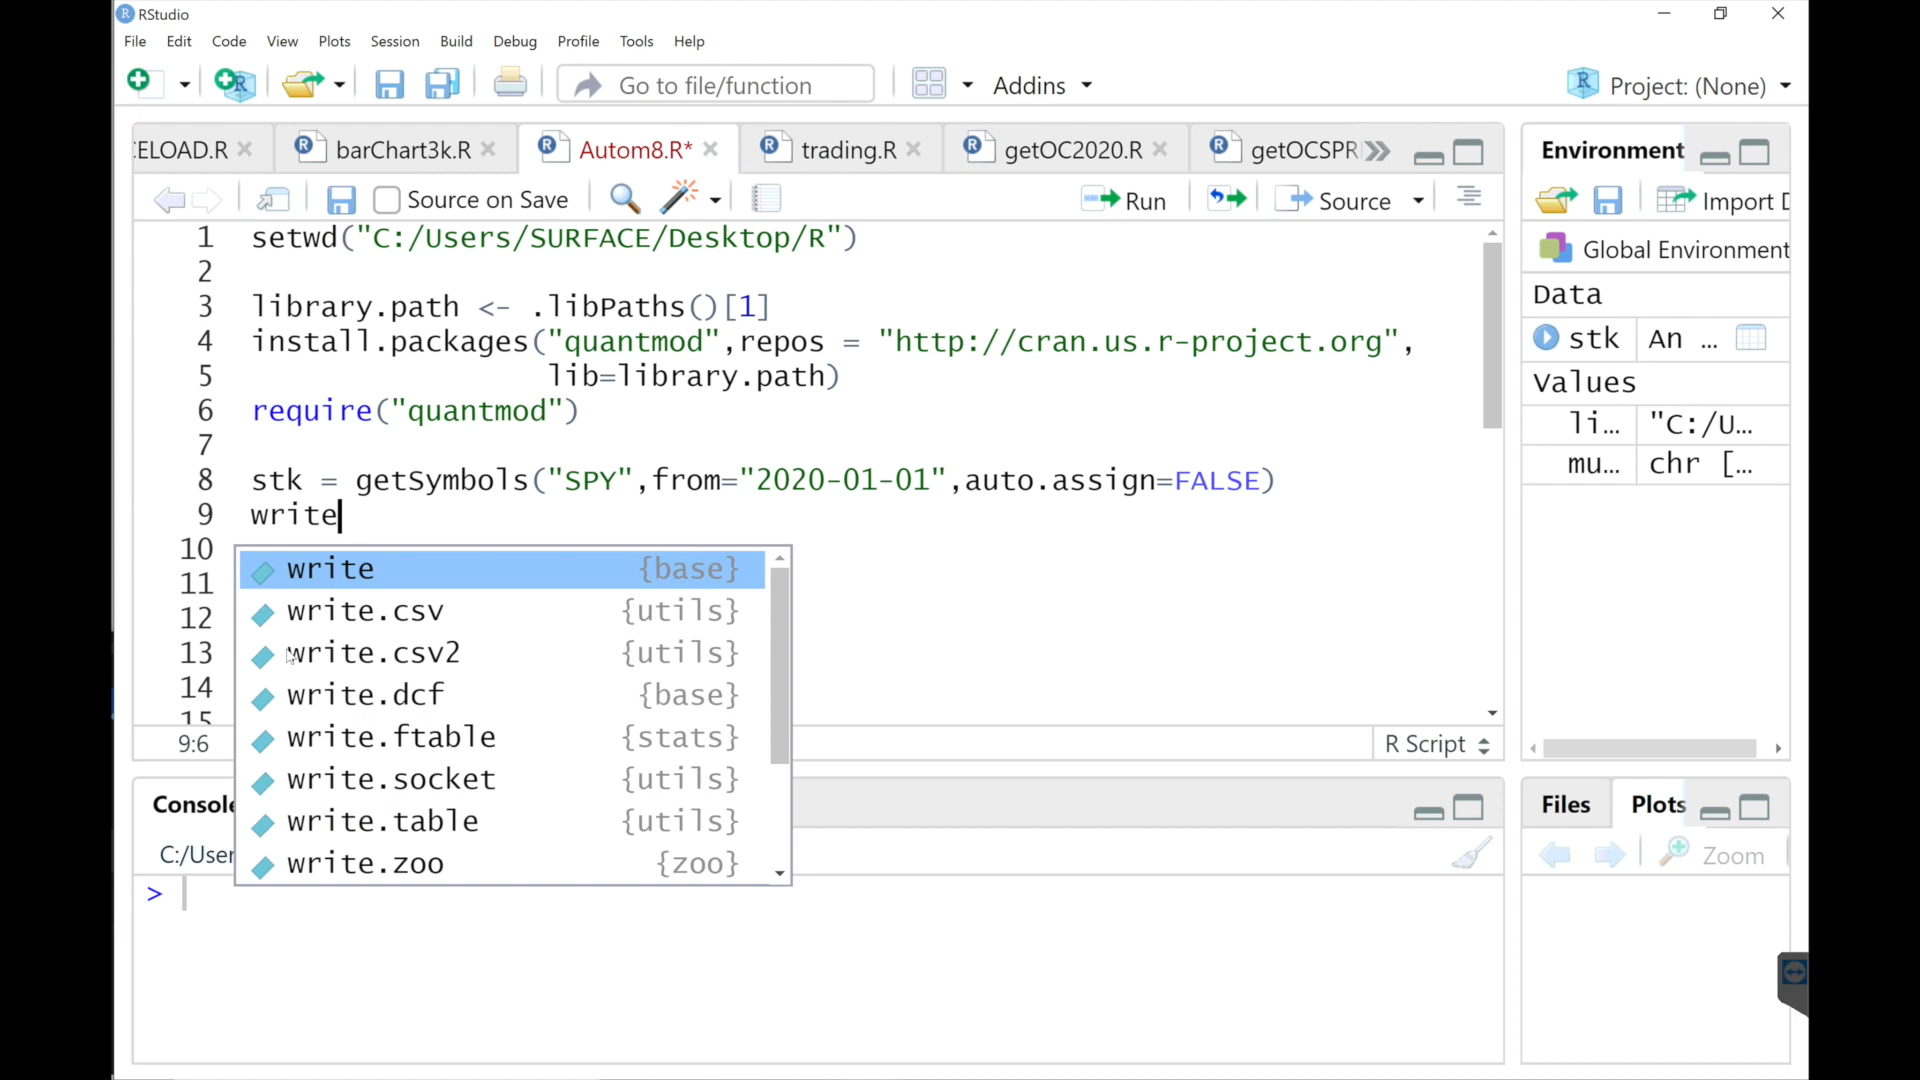 RStudio
File Edit Code View Plots Session Build Debug Profile Tools Help
Go to file/function Addins Project: (None)
ELOAD.R barChart3k.R Autom8.R* trading.R getOC2020.R getOCSPR
Source on Save Run Source
1 setwd("C:/Users/SURFACE/Desktop/R")
2
3 library.path <- .libPaths()[1]
4 install.packages("quantmod",repos = "http://cran.us.r-project.org",
5 lib=library.path)
6 require("quantmod")
7
8 stk = getSymbols("SPY",from="2020-01-01",auto.assign=FALSE)
9 write
10
11
12
13
14
15
write {base}
write.csv {utils}
write.csv2 {utils}
write.dcf {base}
write.ftable {stats}
write.socket {utils}
write.table {utils}
write.zoo {zoo}
9:6 R Script
Console
C:/User
>
Environment
Import D
Global Environment
Data
stk An ...
Values
li... "C:/U...
mu... chr [...
Files Plots
Zoom